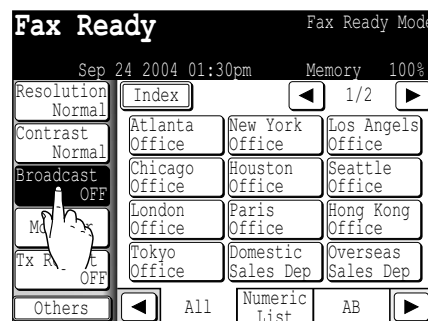 Fax Ready
Fax Ready Mode
Sep 24 2004 01:30pm Memory 100%
Resolution
Normal
Index
1/2
Contrast
Normal
Atlanta
Office
New York
Office
Los Angels
Office
Broadcast
OFF
Chicago
Office
Houston
Office
Seattle
Office
London
Office
Paris
Office
Hong Kong
Office
Tx
OFF
Tokyo
Office
Domestic
Sales Dep
Overseas
Sales Dep
Others
All
Numeric
List
AB